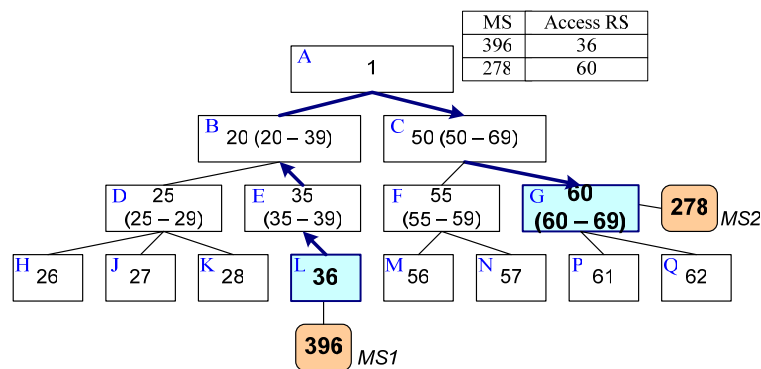 MS Access RS
396 36
278 60
A
1
B
20 (20 – 39)
C
50 (50 – 69)
D
25
(25 – 29)
E
35
(35 – 39)
F
55
(55 – 59)
G
60
(60 – 69)
278
MS2
H
26
J
27
K
28
L
36
M
56
N
57
P
61
Q
62
396
MS1